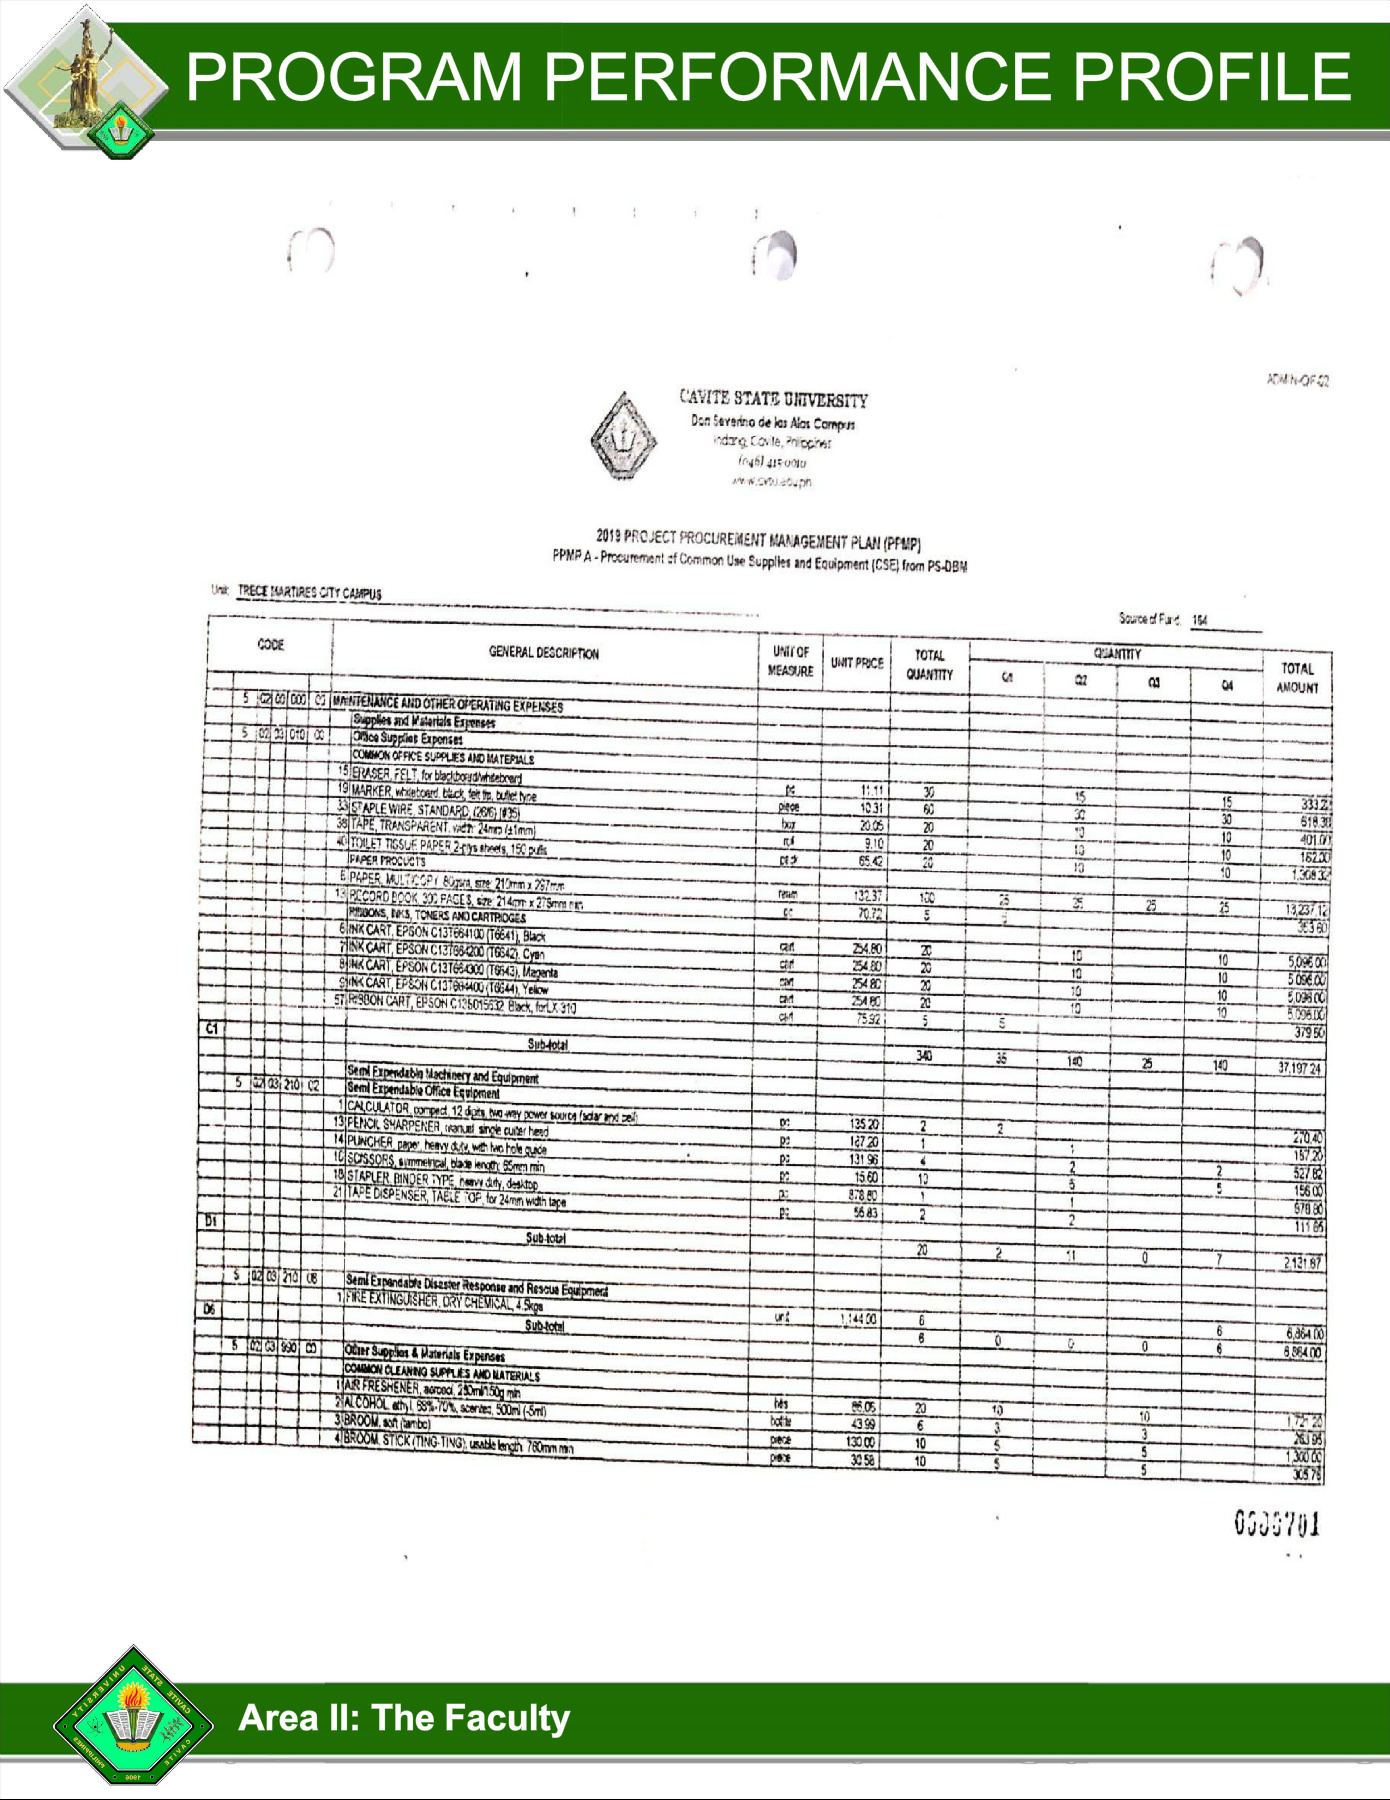 PROGRAM PERFORMANCE PROFILE
ADMIN-QF-02
CAVITE STATE UNIVERSITY
Don Severino de las Alas Campus
Indang, Cavite, Philippines
(046) 415-0010
www.cvsu.edu.ph
2019 PROJECT PROCUREMENT MANAGEMENT PLAN (PPMP)
PPMP A - Procurement of Common Use Supplies and Equipment (CSE) from PS-DBM
Unit: TRECE MARTIRES CITY CAMPUS
Source of Fund: 164
CODE GENERAL DESCRIPTION UNIT OF MEASURE UNIT PRICE TOTAL QUANTITY QUANTITY TOTAL AMOUNT
Q1 Q2 Q3 Q4
5 02 03 000 00 MAINTENANCE AND OTHER OPERATING EXPENSES
Supplies and Materials Expenses
5 02 03 010 00 Office Supplies Expenses
COMMON OFFICE SUPPLIES AND MATERIALS
15 ERASER, FELT, for blackboard/whiteboard pc 11.11 30 15 15 333.21
19 MARKER, whiteboard, black, felt tip, bullet type piece 10.31 60 30 30 618.30
33 STAPLE WIRE, STANDARD, (26/6) (#35) box 20.05 20 10 10 401.00
38 TAPE, TRANSPARENT, width: 24mm (±1mm) roll 9.10 20 10 10 182.00
40 TOILET TISSUE PAPER 2-plys sheets, 150 pulls pack 65.42 20 10 10 1,308.32
PAPER PRODUCTS
6 PAPER, MULTICOPY, 80gsm, size: 210mm x 297mm ream 132.37 100 25 25 25 25 13,237.12
13 RECORD BOOK, 300 PAGES, size: 214mm x 278mm min pc 70.72 5 5 353.60
RIBBONS, INKS, TONERS AND CARTRIDGES
6 INK CART, EPSON C13T664100 (T6641), Black cart 254.80 20 10 10 5,096.00
7 INK CART, EPSON C13T664200 (T6642), Cyan cart 254.80 20 10 10 5,096.00
8 INK CART, EPSON C13T664300 (T6643), Magenta cart 254.80 20 10 10 5,096.00
9 INK CART, EPSON C13T664400 (T6644), Yellow cart 254.80 20 10 10 5,096.00
57 RIBBON CART, EPSON C13S015632, Black, forLX-310 cart 75.92 5 5 379.60
C1
Sub-total 340 35 140 25 140 37,197.24
Semi Expendable Machinery and Equipment
5 02 03 210 02 Semi Expendable Office Equipment
1 CALCULATOR, compact, 12 digits, two-way power source (solar and cell) pc 135.20 2 2 270.40
13 PENCIL SHARPENER, manual, single cutter head pc 187.20 1 1
14 PUNCHER, paper, heavy duty, with two hole guide pc 131.96 4 2 2 527.82
16 SCISSORS, symmetrical, blade length: 65mm min pc 15.60 10 5 5 156.00
18 STAPLER, BINDER TYPE, heavy duty, desktop pc 878.80 1 1 878.80
21 TAPE DISPENSER, TABLE TOP, for 24mm width tape pc 2 2 111.65
D1
Sub-total 20 2 11 0 7 2,131.87
5 02 03 210 08 Semi Expendable Disaster Response and Rescue Equipment
1 FIRE EXTINGUISHER, DRY CHEMICAL, 4.5kgs unit 1,144.00 6 6 6,864.00
D6
Sub-total 6 0 0 0 6 6,864.00
5 02 03 990 00 Other Supplies & Materials Expenses
COMMON CLEANING SUPPLIES AND MATERIALS
1 AIR FRESHENER, aerosol, 280ml/150g min 86.06 20 10 10 1,721.20
2 ALCOHOL, ethyl, 68%-70%, scented, 500ml (-5ml) bottle 43.99 6 3 3 263.95
3 BROOM, soft (tambo) piece 130.00 10 5 5 1,300.00
4 BROOM, STICK (TING-TING), usable length: 760mm min piece 30.58 10 5 5 305.76
Area II: The Faculty